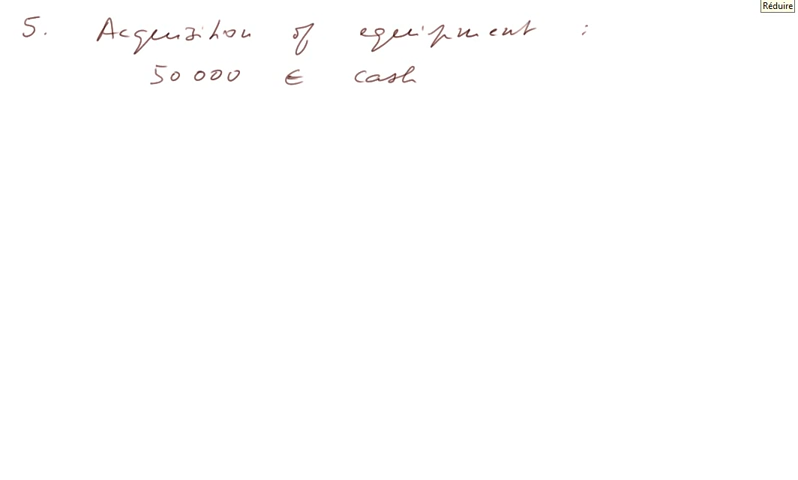 Réduire
5. Acquisition of equipment :
50 000 € cash